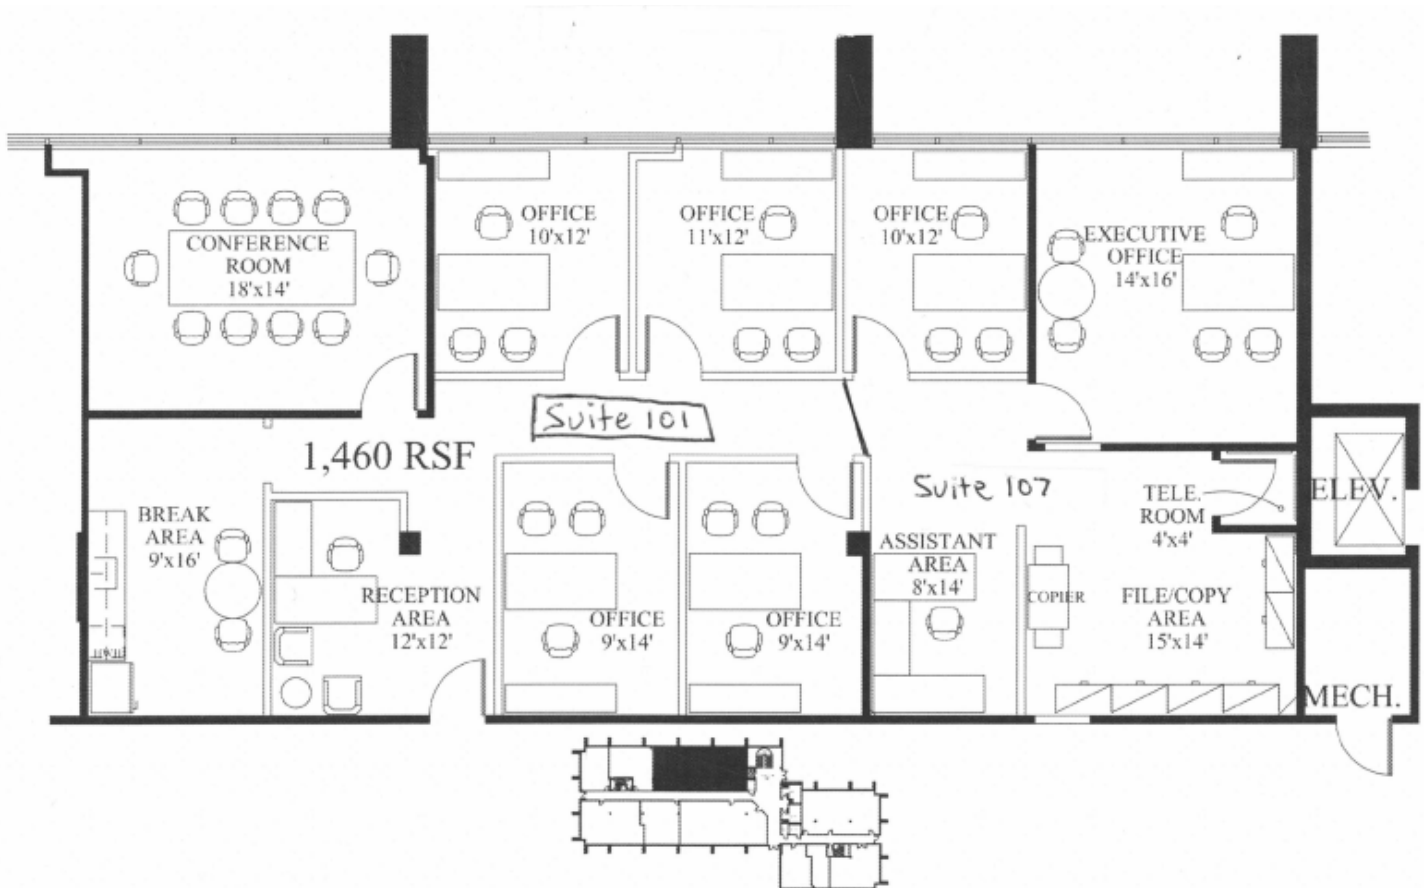 CONFERENCE
ROOM
18'x14'
OFFICE
10'x12'
OFFICE
11'x12'
OFFICE
10'x12'
EXECUTIVE
OFFICE
14'x16'
Suite 101
1,460 RSF
Suite 107
TELE.
ROOM
4'x4'
ELEV.
BREAK
AREA
9'x16'
RECEPTION
AREA
12'x12'
OFFICE
9'x14'
OFFICE
9'x14'
ASSISTANT
AREA
8'x14'
COPIER
FILE/COPY
AREA
15'x14'
MECH.